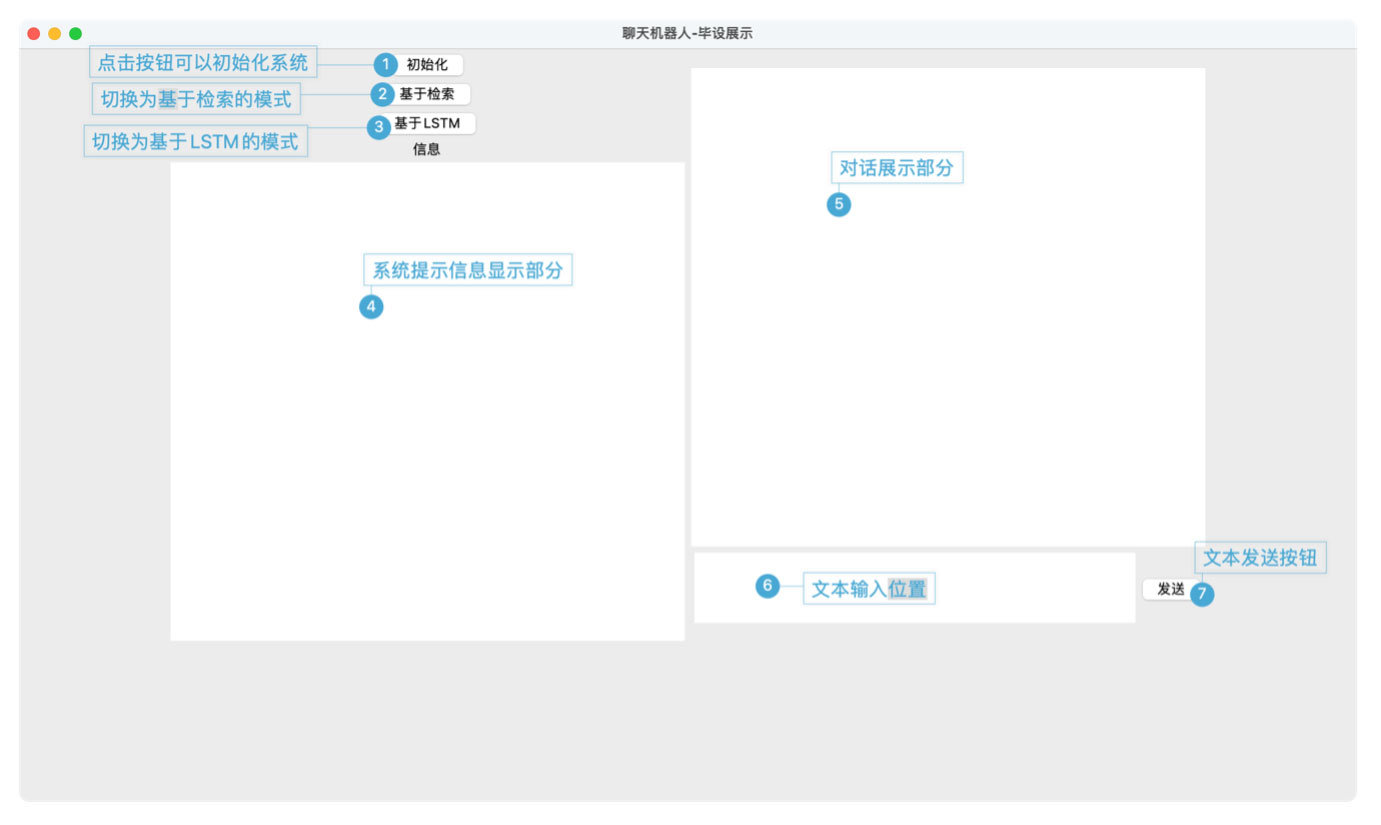 聊天机器人-毕设展示
点击按钮可以初始化系统
1 初始化
切换为基于检索的模式
2 基于检索
切换为基于LSTM的模式
3 基于LSTM
信息
对话展示部分
5
系统提示信息显示部分
4
文本发送按钮
6 文本输入位置
发送 7